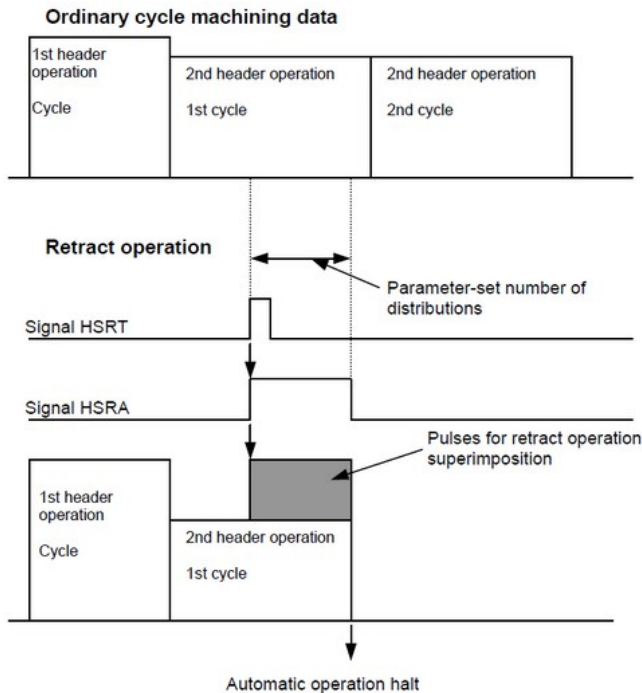 Ordinary cycle machining data
1st header
operation
Cycle
2nd header operation
1st cycle
2nd header operation
2nd cycle
Retract operation
Parameter-set number of
distributions
Signal HSRT
Signal HSRA
Pulses for retract operation
superimposition
1st header
operation
Cycle
2nd header operation
1st cycle
Automatic operation halt